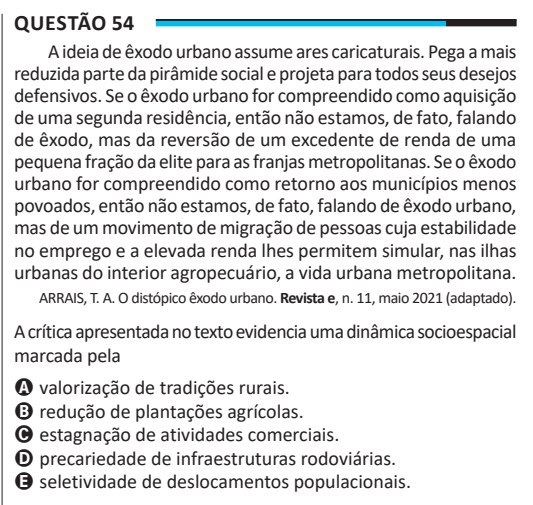 QUESTÃO 54
A ideia de êxodo urbano assume ares caricaturais. Pega a mais
reduzida parte da pirâmide social e projeta para todos seus desejos
defensivos. Se o êxodo urbano for compreendido como aquisição
de uma segunda residência, então não estamos, de fato, falando
de êxodo, mas da reversão de um excedente de renda de uma
pequena fração da elite para as franjas metropolitanas. Se o êxodo
urbano for compreendido como retorno aos municípios menos
povoados, então não estamos, de fato, falando de êxodo urbano,
mas de um movimento de migração de pessoas cuja estabilidade
no emprego e a elevada renda lhes permitem simular, nas ilhas
urbanas do interior agropecuário, a vida urbana metropolitana.
ARRAIS, T. A. O distópico êxodo urbano. Revista e, n. 11, maio 2021 (adaptado).
A crítica apresentada no texto evidencia uma dinâmica socioespacial
marcada pela
A valorização de tradições rurais.
B redução de plantações agrícolas.
C estagnação de atividades comerciais.
D precariedade de infraestruturas rodoviárias.
E seletividade de deslocamentos populacionais.